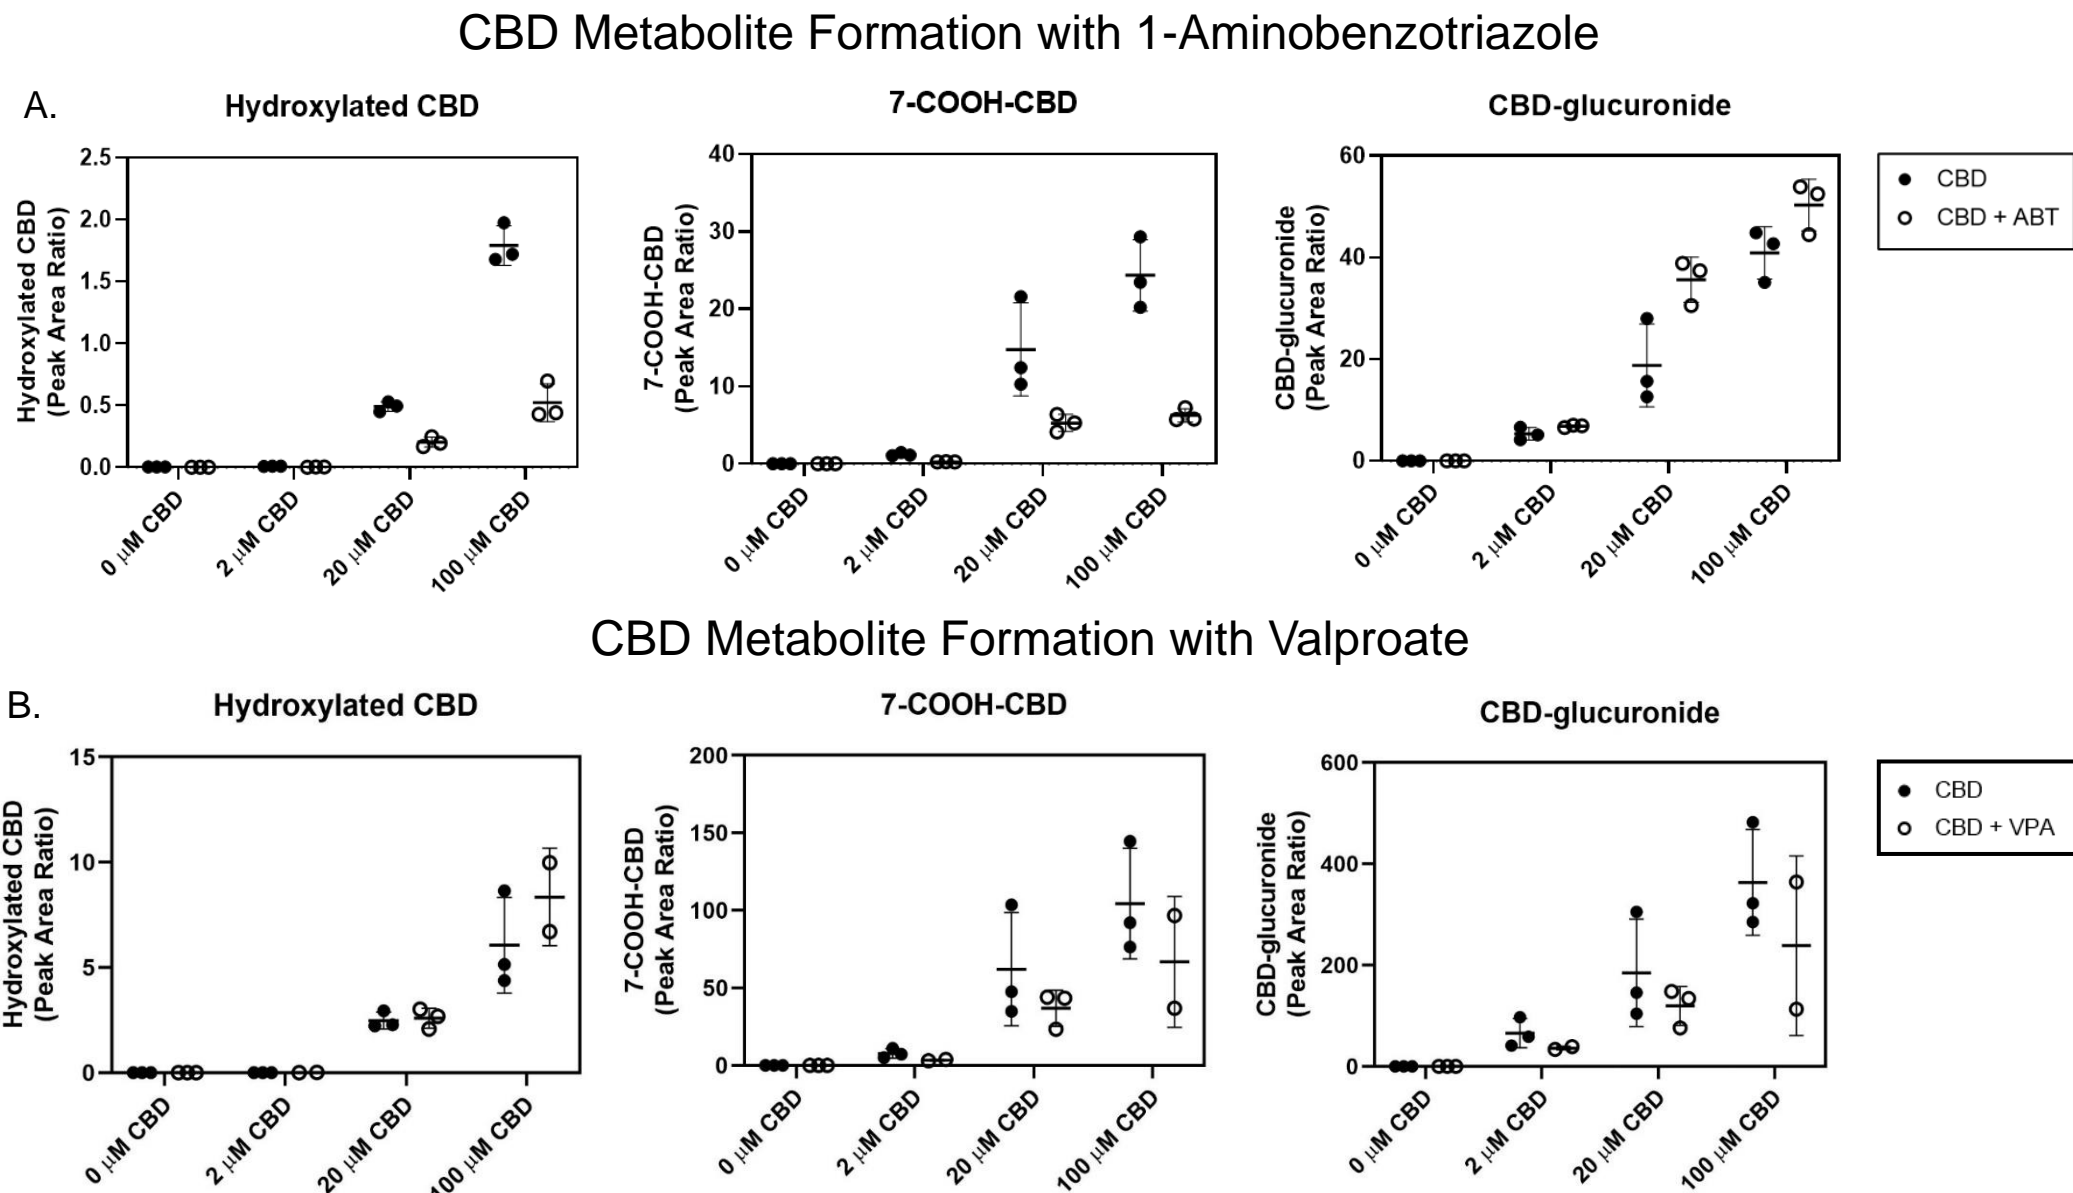 CBD Metabolite Formation with 1-Aminobenzotriazole
A.
Hydroxylated CBD
Hydroxylated CBD
(Peak Area Ratio)
2.5
2.0
1.5
1.0
0.5
0.0
0 μM CBD
2 μM CBD
20 μM CBD
100 μM CBD
7-COOH-CBD
7-COOH-CBD
(Peak Area Ratio)
40
30
20
10
0
0 μM CBD
2 μM CBD
20 μM CBD
100 μM CBD
CBD-glucuronide
CBD-glucuronide
(Peak Area Ratio)
60
40
20
0
0 μM CBD
2 μM CBD
20 μM CBD
100 μM CBD
CBD
CBD + ABT
CBD Metabolite Formation with Valproate
B.
Hydroxylated CBD
Hydroxylated CBD
(Peak Area Ratio)
15
10
5
0
0 μM CBD
2 μM CBD
20 μM CBD
100 μM CBD
7-COOH-CBD
7-COOH-CBD
(Peak Area Ratio)
200
150
100
50
0
0 μM CBD
2 μM CBD
20 μM CBD
100 μM CBD
CBD-glucuronide
CBD-glucuronide
(Peak Area Ratio)
600
400
200
0
0 μM CBD
2 μM CBD
20 μM CBD
100 μM CBD
CBD
CBD + VPA